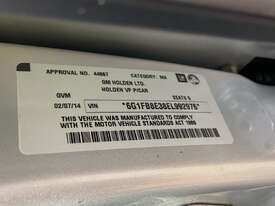 APPROVAL NO. 44867 CATEGORY: MA
GM HOLDEN LTD.
HOLDEN VF P/CAR
GVM SEATS 5
02/07/14 VIN
THIS VEHICLE WAS MANUFACTURED TO COMPLY
WITH THE MOTOR VEHICLE STANDARDS ACT 1989